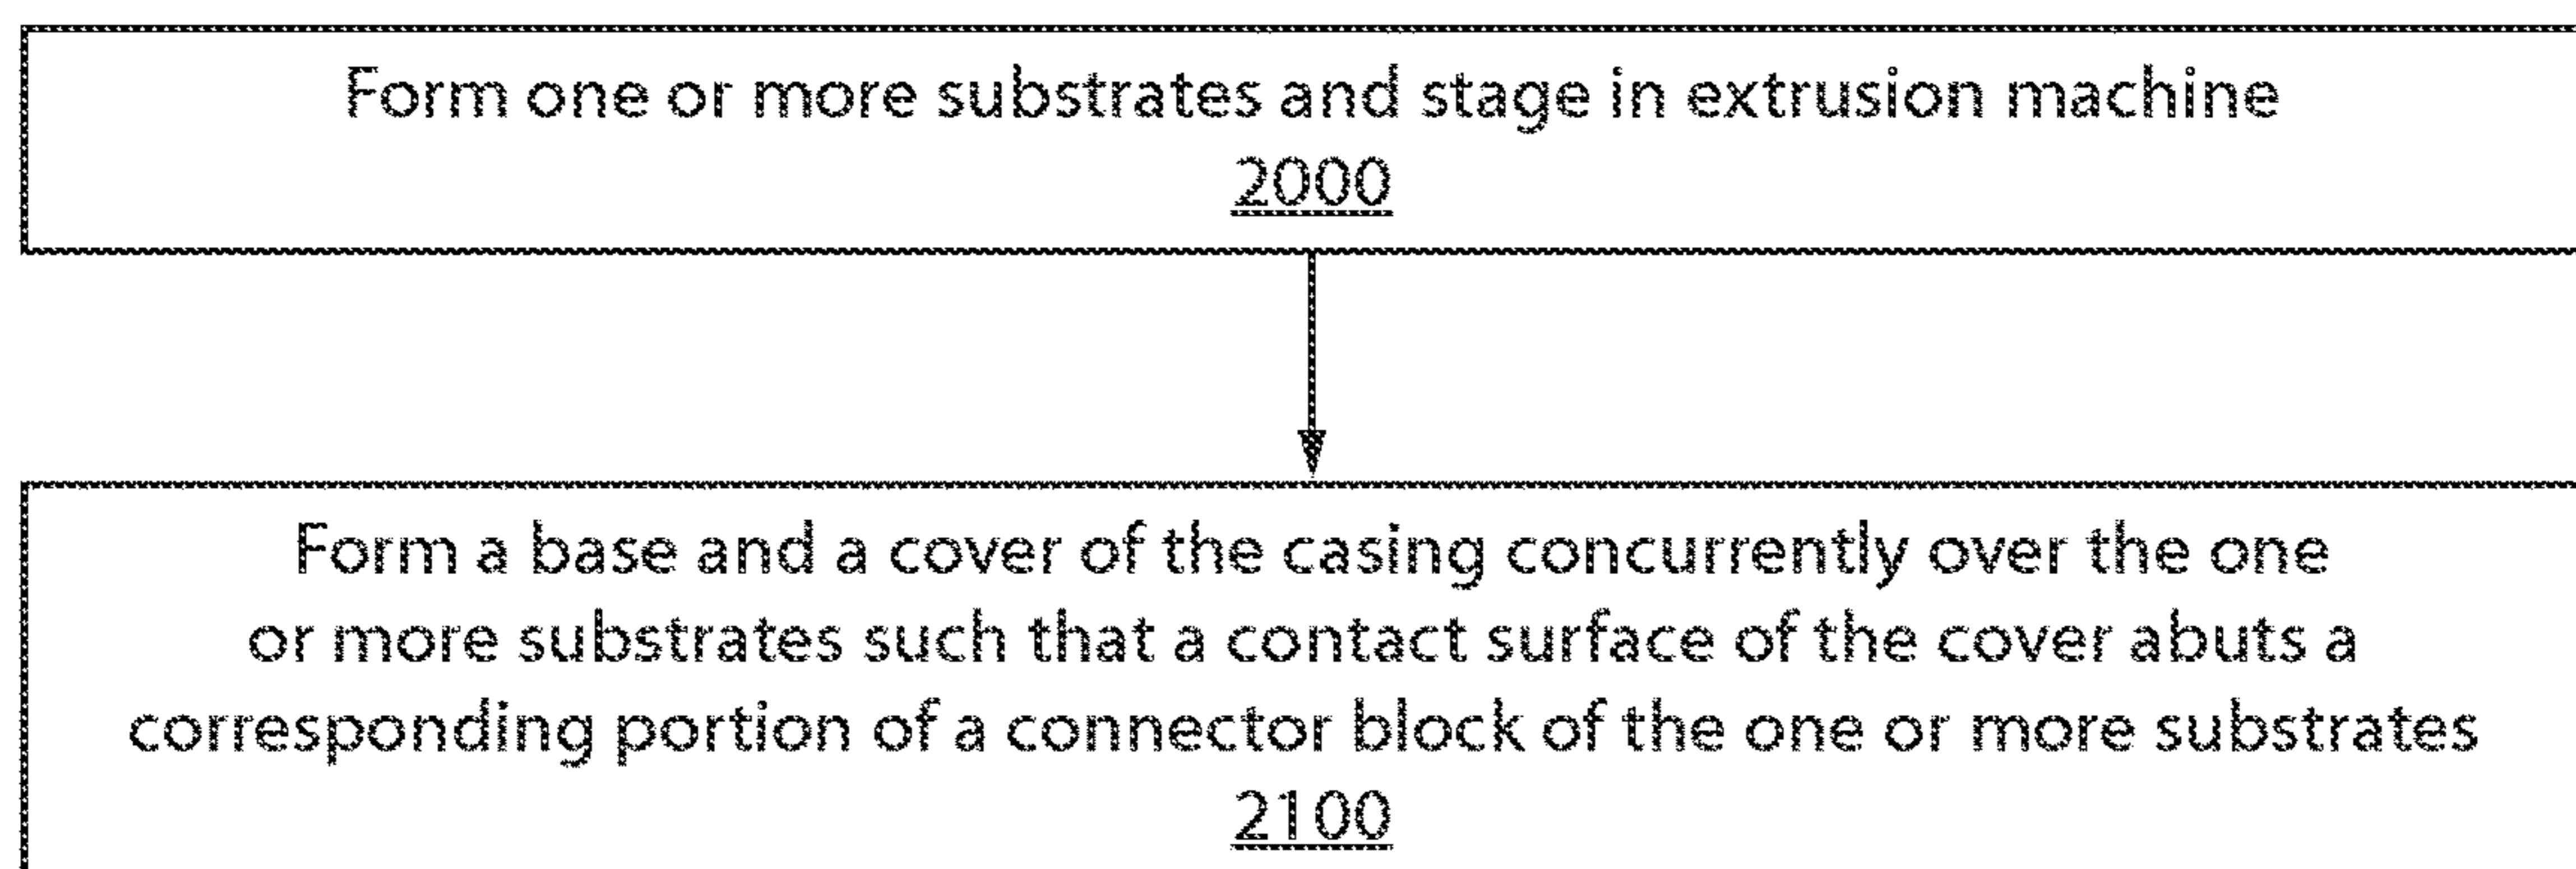 Form one or more substrates and stage in extrusion machine
2000
Form a base and a cover of the casing concurrently over the one
or more substrates such that a contact surface of the cover abuts a
corresponding portion of a connector block of the one or more substrates
2100